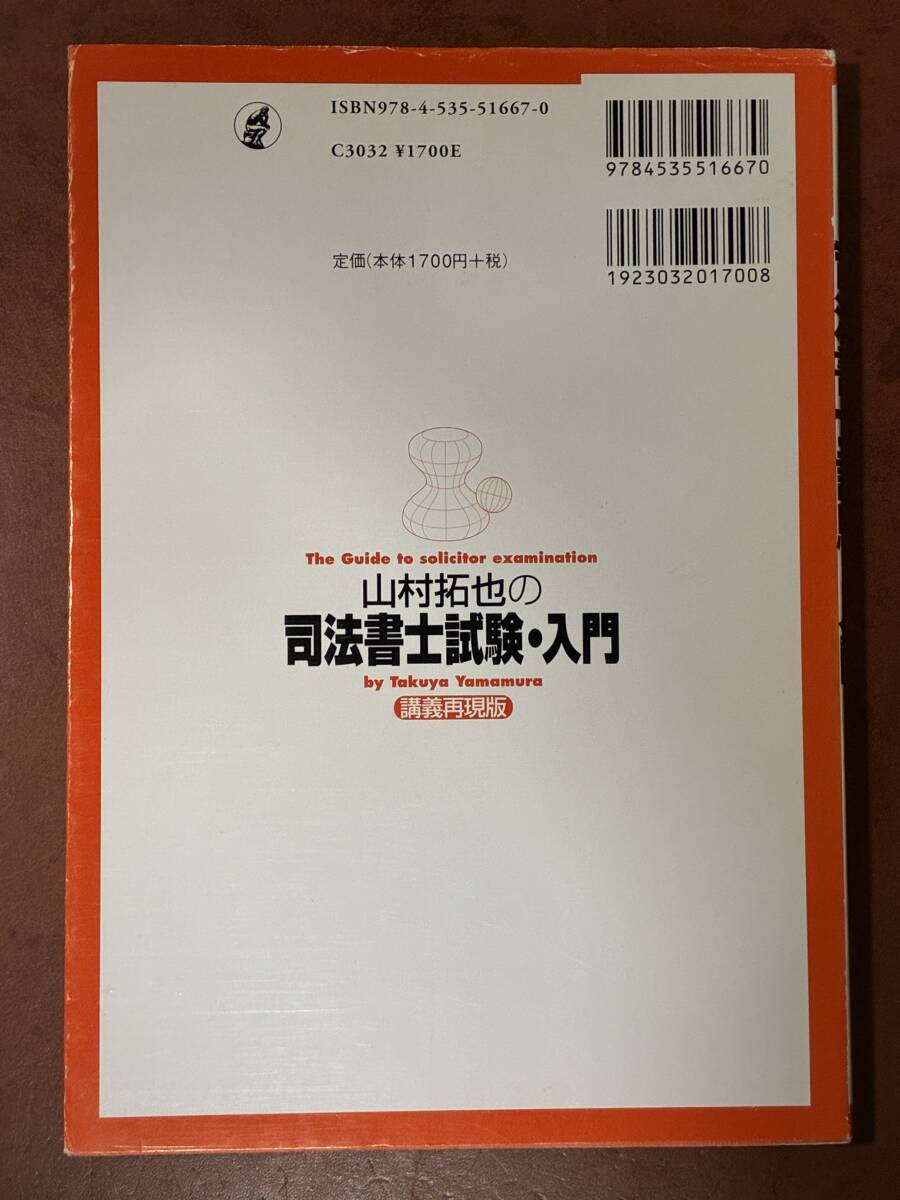 ISBN978-4-535-51667-0
C3032 ¥1700E
9784535516670
定価(本体1700円+税)
1923032017008
The Guide to solicitor examination
山村拓也の
司法書士試験・入門
by Takuya Yamamura
講義再現版